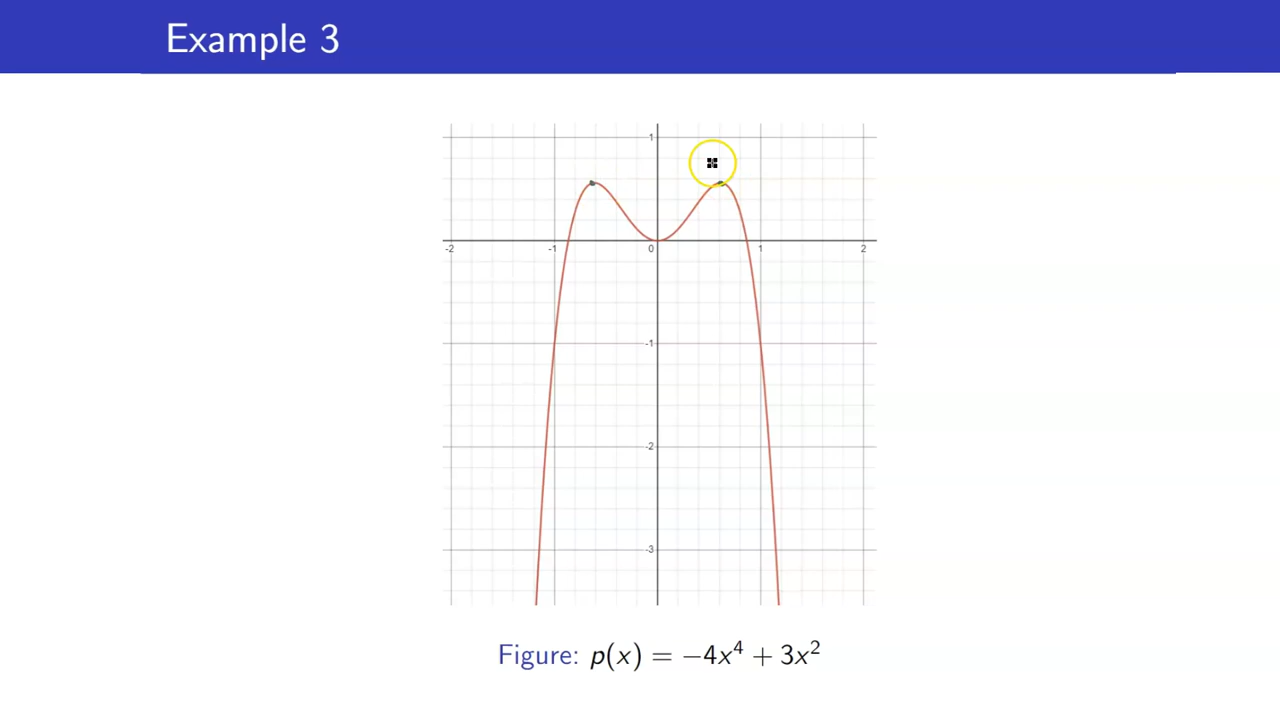 Example 3
1
-2 -1 0 1 2
-1
-2
-3
Figure: p(x) = −4x⁴ + 3x²